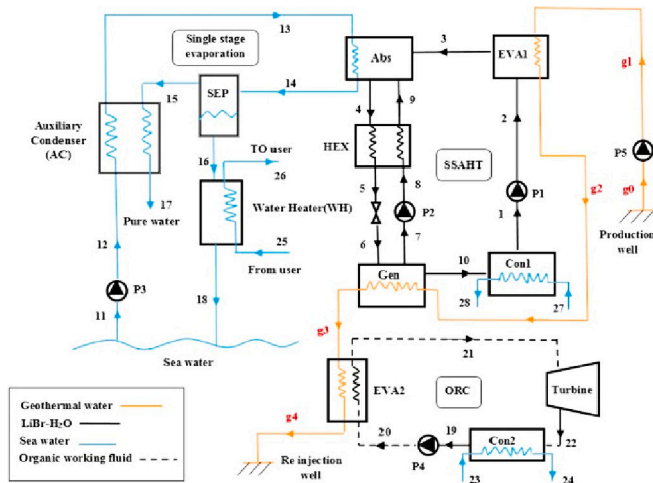 13
Single stage
evaporation
Abs
3
EVA1
g1
15
SEP
14
4
9
2
Auxiliary
Condenser
(AC)
HEX
P5
16
TO user
26
SSAHT
g2
g0
17
5
8
P1
Pure water
Water Heater(WH)
P2
1
Production
well
12
6
7
25
10
Con1
From user
Gen
P3
18
28
27
11
g3
Sea water
21
EVA2
ORC
Turbine
Geothermal water
LiBr-H₂O
Sea water
Organic working fluid
g4
20
19
Con2
22
P4
Re injection
well
23
24